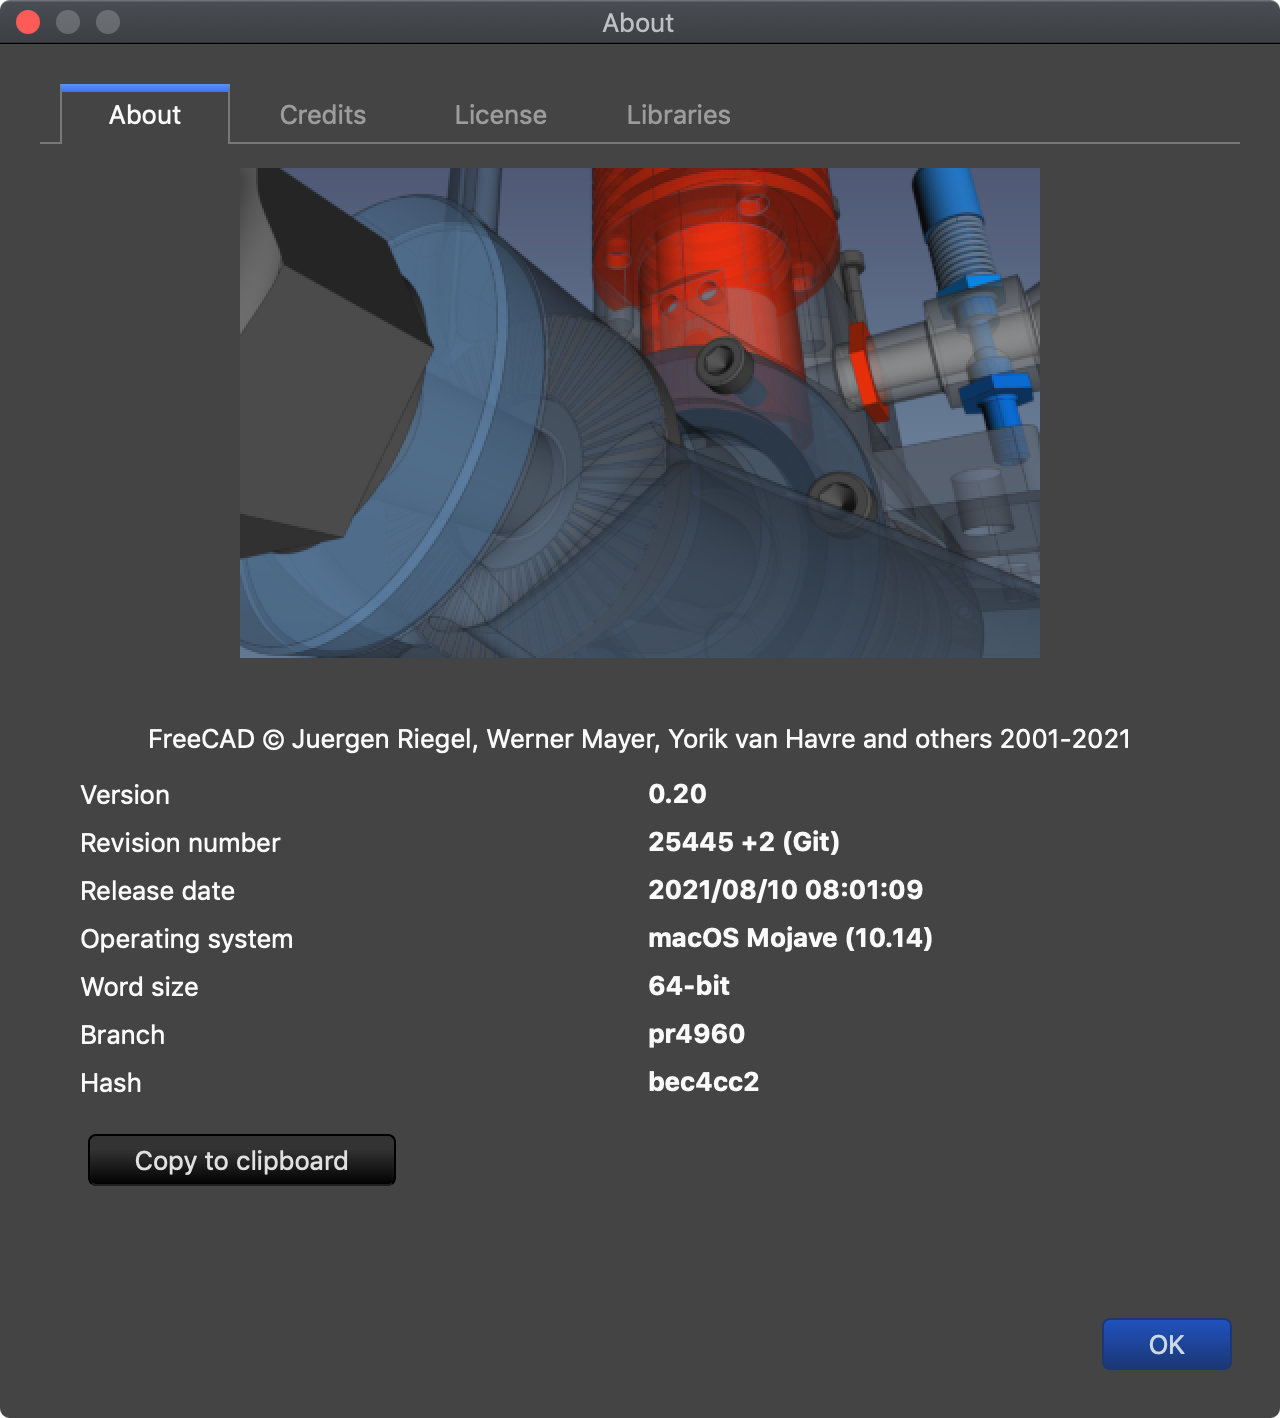 About
About Credits License Libraries
FreeCAD © Juergen Riegel, Werner Mayer, Yorik van Havre and others 2001-2021
Version 0.20
Revision number 25445 +2 (Git)
Release date 2021/08/10 08:01:09
Operating system macOS Mojave (10.14)
Word size 64-bit
Branch pr4960
Hash bec4cc2
Copy to clipboard
OK